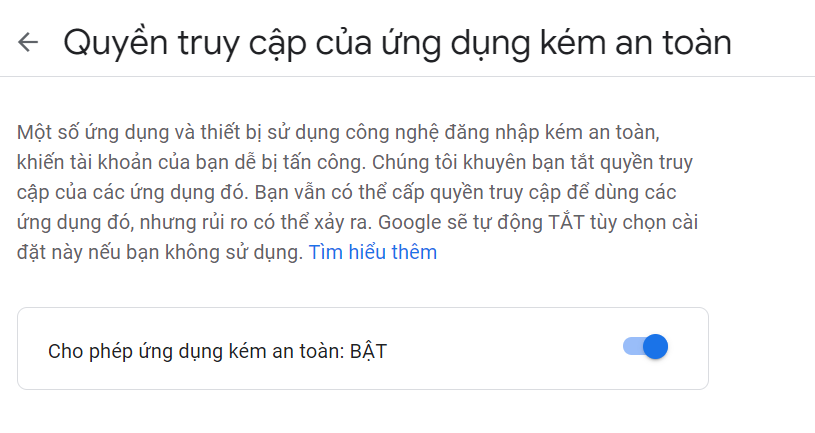 Quyền truy cập của ứng dụng kém an toàn
Một số ứng dụng và thiết bị sử dụng công nghệ đăng nhập kém an toàn,
khiến tài khoản của bạn dễ bị tấn công. Chúng tôi khuyên bạn tắt quyền truy
cập của các ứng dụng đó. Bạn vẫn có thể cấp quyền truy cập để dùng các
ứng dụng đó, nhưng rủi ro có thể xảy ra. Google sẽ tự động TẮT tùy chọn cài
đặt này nếu bạn không sử dụng. Tìm hiểu thêm
Cho phép ứng dụng kém an toàn: BẬT